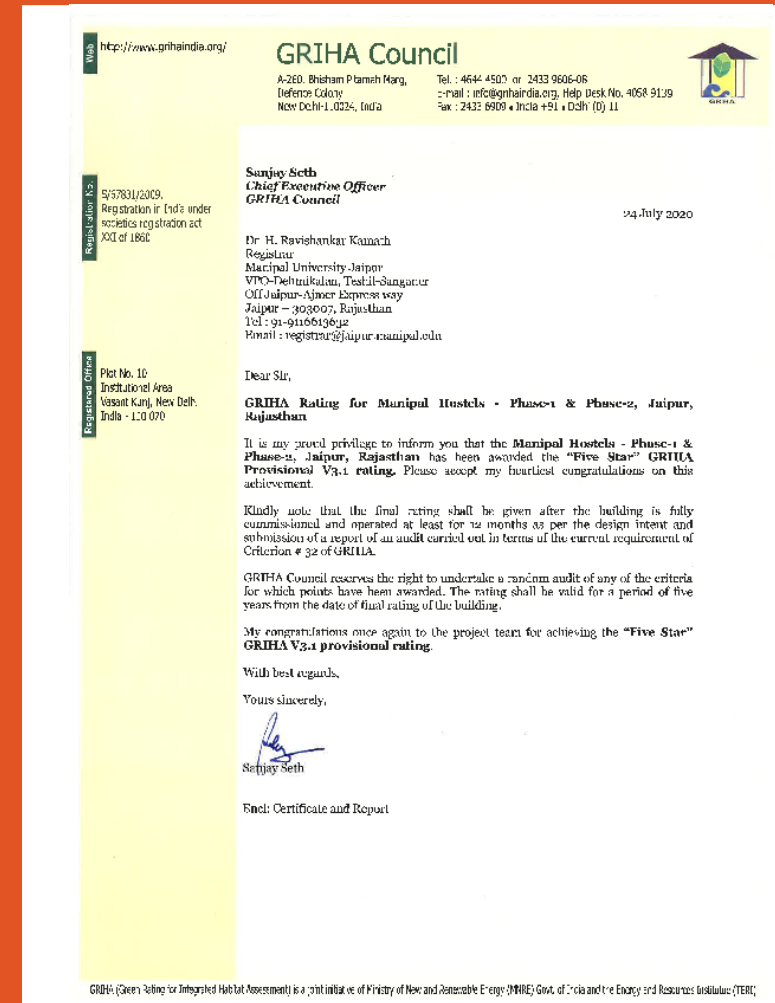 Web
http://www.grihaindia.org/
GRIHA Council
A-260, Bhisham Pitamah Marg,
Defence Colony
New Delhi-110024, India
Tel. : 4644 4500 or 2433 9606-08
E-mail : info@grihaindia.org, Help Desk No. 4058 9139
Fax : 2433 6909 • India +91 • Delhi (0) 11
GRIHA
Registration No.
S/67831/2009.
Registration in India under
societies registration act
XXI of 1860
Sanjay Seth
Chief Executive Officer
GRIHA Council
24 July 2020
Dr. H. Ravishankar Kamath
Registrar
Manipal University Jaipur
VPO-Dehmikalan, Teshil-Sanganer
Off Jaipur-Ajmer Express way
Jaipur – 303007, Rajasthan
Tel : 91-9116613632
Email : registrar@jaipur.manipal.edu
Registered Office
Plot No. 10
Institutional Area
Vasant Kunj, New Delhi
India - 110 070
Dear Sir,
GRIHA Rating for Manipal Hostels - Phase-1 & Phase-2, Jaipur,
Rajasthan
It is my proud privilege to inform you that the Manipal Hostels - Phase-1 &
Phase-2, Jaipur, Rajasthan has been awarded the “Five Star” GRIHA
Provisional V3.1 rating. Please accept my heartiest congratulations on this
achievement.
Kindly note that the final rating shall be given after the building is fully
commissioned and operated at least for 12 months as per the design intent and
submission of a report of an audit carried out in terms of the current requirement of
Criterion # 32 of GRIHA.
GRIHA Council reserves the right to undertake a random audit of any of the criteria
for which points have been awarded. The rating shall be valid for a period of five
years from the date of final rating of the building.
My congratulations once again to the project team for achieving the “Five Star”
GRIHA V3.1 provisional rating.
With best regards,
Yours sincerely,
Sanjay Seth
Encl: Certificate and Report
GRIHA (Green Rating for Integrated Habitat Assessment) is a joint initiative of Ministry of New and Renewable Energy (MNRE) Govt. of India and the Energy and Resources Institute (TERI)